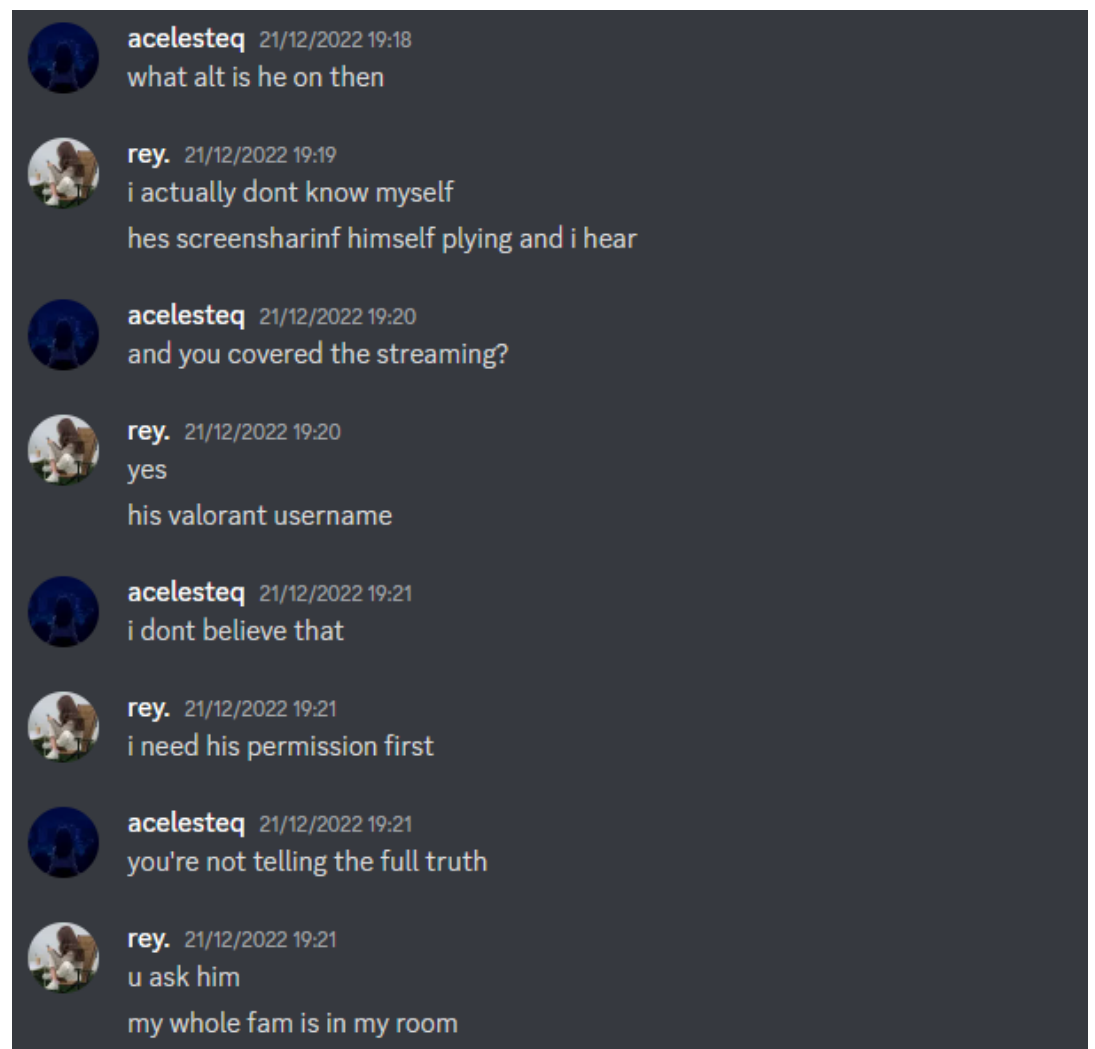 acelesteq 21/12/2022 19:18
what alt is he on then
rey. 21/12/2022 19:19
i actually dont know myself
hes screensharinf himself plying and i hear
acelesteq 21/12/2022 19:20
and you covered the streaming?
rey. 21/12/2022 19:20
yes
his valorant username
acelesteq 21/12/2022 19:21
i dont believe that
rey. 21/12/2022 19:21
i need his permission first
acelesteq 21/12/2022 19:21
you're not telling the full truth
rey. 21/12/2022 19:21
u ask him
my whole fam is in my room